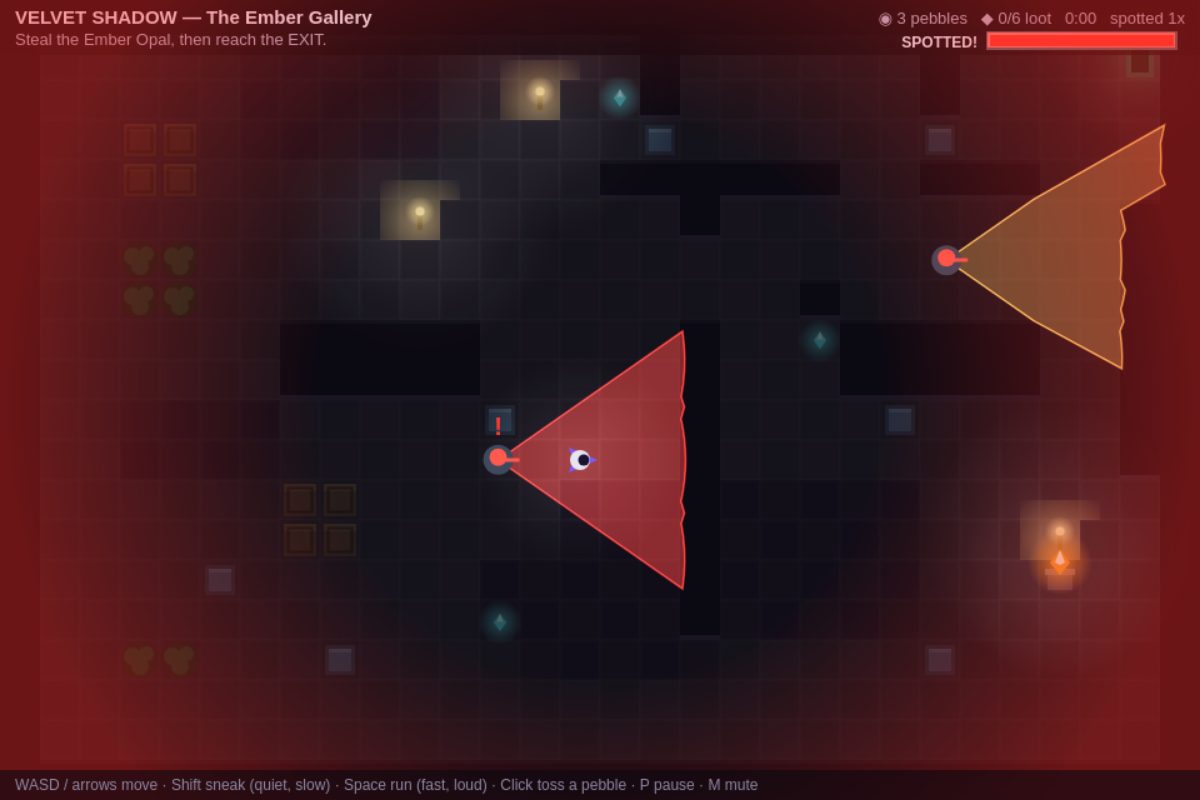 VELVET SHADOW — The Ember Gallery
◉ 3 pebbles ◆ 0/6 loot 0:00 spotted 1x
Steal the Ember Opal, then reach the EXIT.
SPOTTED!
!
WASD / arrows move · Shift sneak (quiet, slow) · Space run (fast, loud) · Click toss a pebble · P pause · M mute